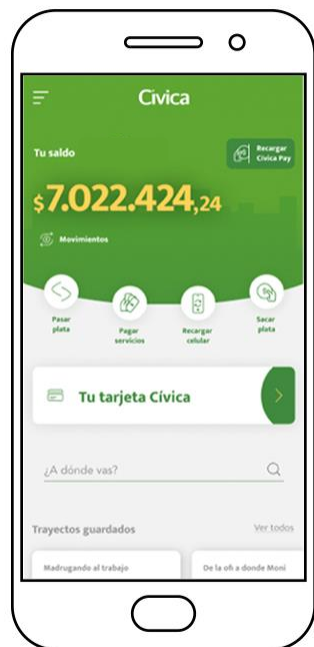 Cívica
Tu saldo
Recargar
Cívica Pay
$7.022.424,24
Movimientos
Pasar
plata
Pagar
servicios
Recargar
celular
Sacar
plata
Tu tarjeta Cívica
¿A dónde vas?
Trayectos guardados
Ver todos
Madrugando al trabajo
De la ofi a donde Moni